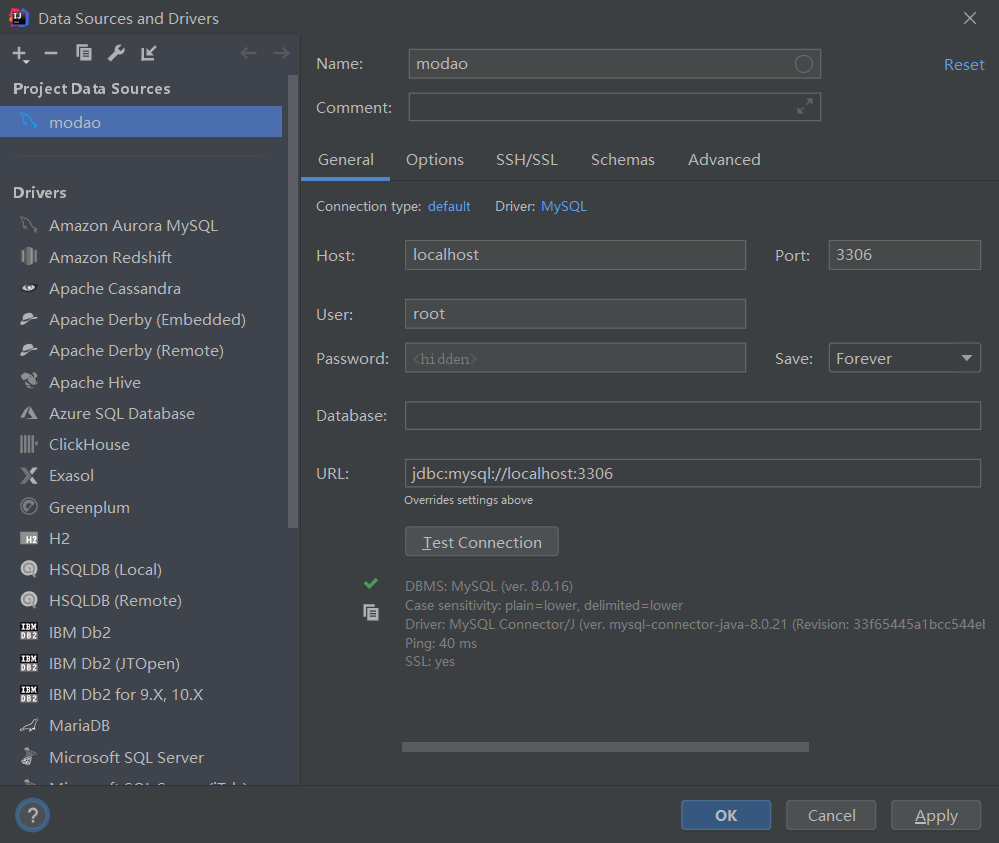 Data Sources and Drivers
Project Data Sources
modao
Drivers
Amazon Aurora MySQL
Amazon Redshift
Apache Cassandra
Apache Derby (Embedded)
Apache Derby (Remote)
Apache Hive
Azure SQL Database
ClickHouse
Exasol
Greenplum
H2
HSQLDB (Local)
HSQLDB (Remote)
IBM Db2
IBM Db2 (JTOpen)
IBM Db2 for 9.X, 10.X
MariaDB
Microsoft SQL Server
Name: modao Reset
Comment:
General Options SSH/SSL Schemas Advanced
Connection type: default Driver: MySQL
Host: localhost Port: 3306
User: root
Password: <hidden> Save: Forever
Database:
URL: jdbc:mysql://localhost:3306
Overrides settings above
Test Connection
DBMS: MySQL (ver. 8.0.16)
Case sensitivity: plain=lower, delimited=lower
Driver: MySQL Connector/J (ver. mysql-connector-java-8.0.21 (Revision: 33f65445a1bcc544e
Ping: 40 ms
SSL: yes
? OK Cancel Apply